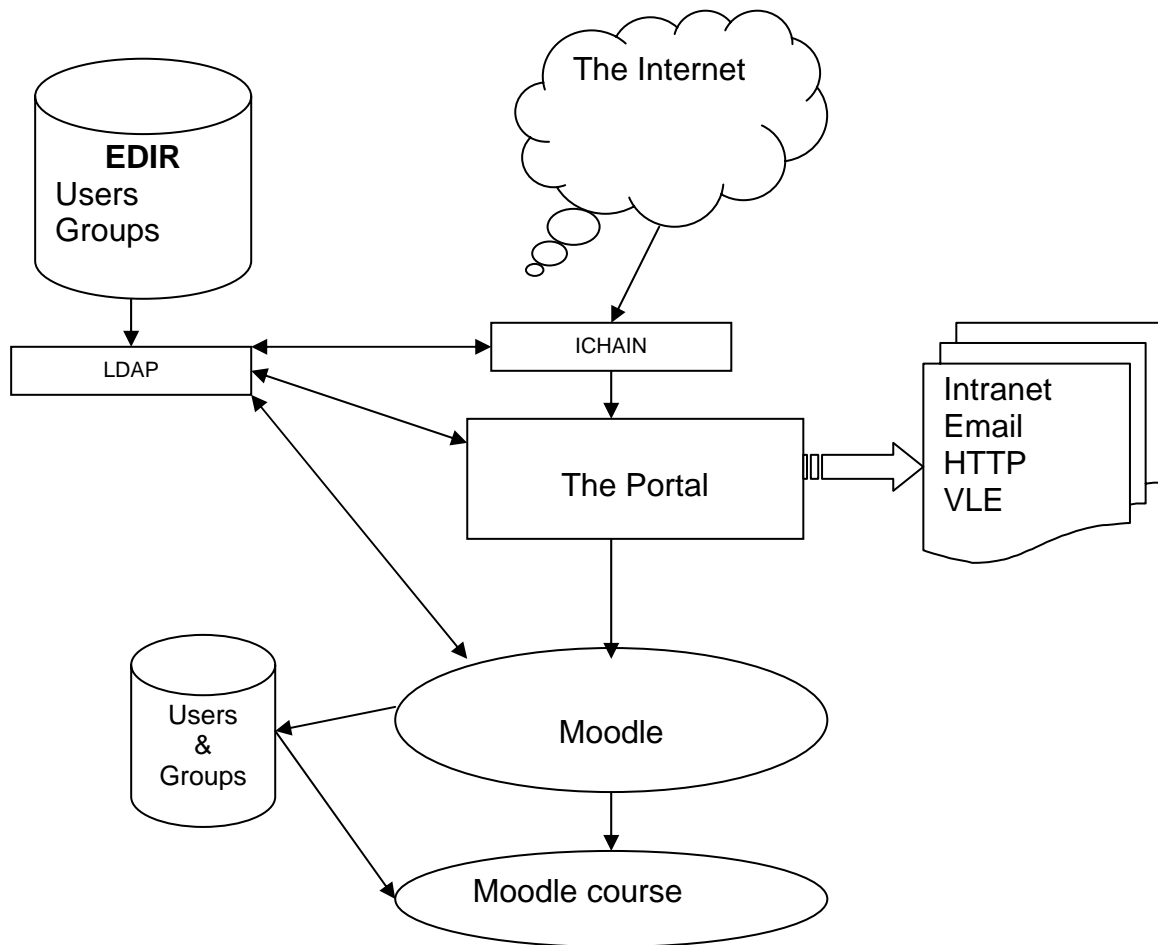 The Internet
EDIR
Users
Groups
ICHAIN
LDAP
Intranet
Email
HTTP
VLE
The Portal
Users
&
Groups
Moodle
Moodle course